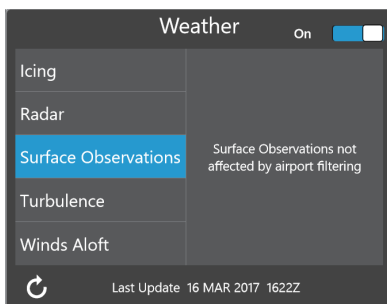 Weather
On
Icing
Radar
Surface Observations
Turbulence
Winds Aloft
Surface Observations not
affected by airport filtering
Last Update 16 MAR 2017 1622Z